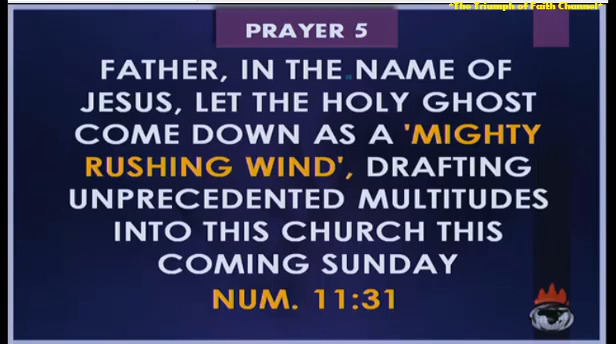 *The Triumph of Faith Channel*
PRAYER 5
FATHER, IN THE NAME OF
JESUS, LET THE HOLY GHOST
COME DOWN AS A 'MIGHTY
RUSHING WIND', DRAFTING
UNPRECEDENTED MULTITUDES
INTO THIS CHURCH THIS
COMING SUNDAY
NUM. 11:31